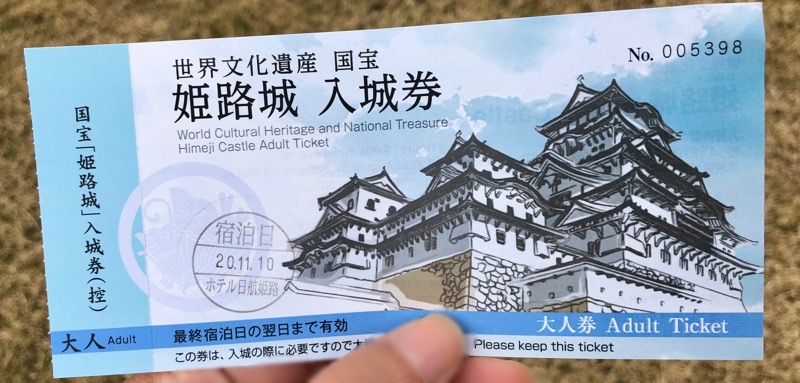 国宝「姫路城」入城券(控)
大人 Adult
世界文化遺産 国宝
姫路城 入城券
World Cultural Heritage and National Treasure
Himeji Castle Adult Ticket
No. 005398
宿泊日
20.11.10
ホテル日航姫路
大人券 Adult Ticket
最終宿泊日の翌日まで有効
この券は、入城の際に必要ですので大
Please keep this ticket